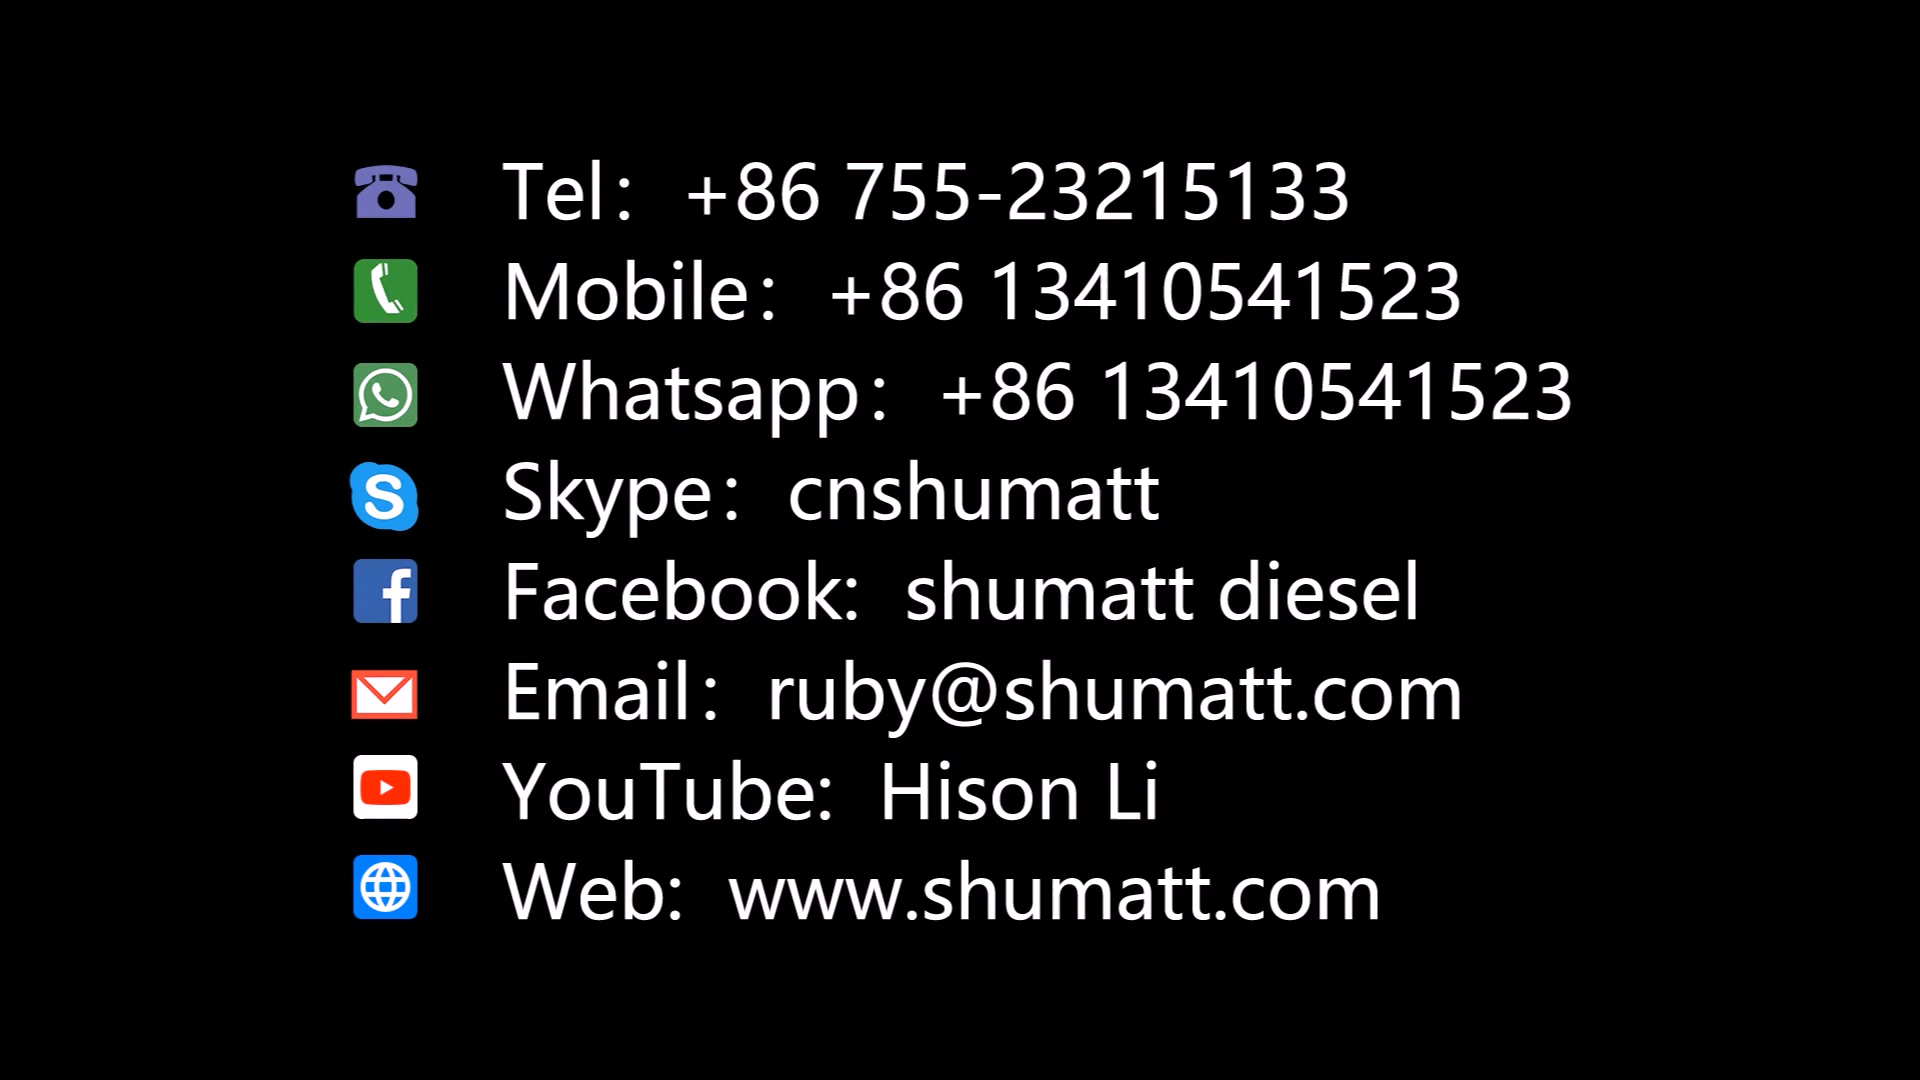 Tel： +86 755-23215133
Mobile： +86 13410541523
Whatsapp： +86 13410541523
Skype： cnshumatt
Facebook: shumatt diesel
Email： ruby@shumatt.com
YouTube: Hison Li
Web: www.shumatt.com